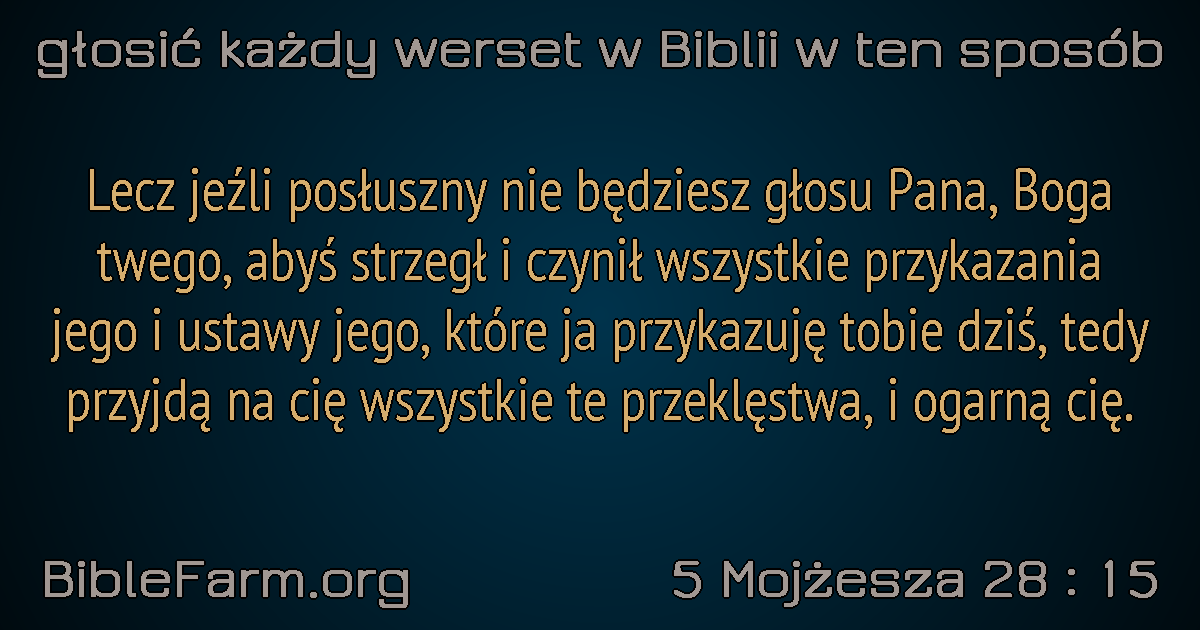 głosić każdy werset w Biblii w ten sposób
Lecz jeźli posłuszny nie będziesz głosu Pana, Boga
twego, abyś strzegł i czynił wszystkie przykazania
jego i ustawy jego, które ja przykazuję tobie dziś, tedy
przyjdą na cię wszystkie te przeklęstwa, i ogarną cię.
BibleFarm.org
5 Mojżesza 28 : 15